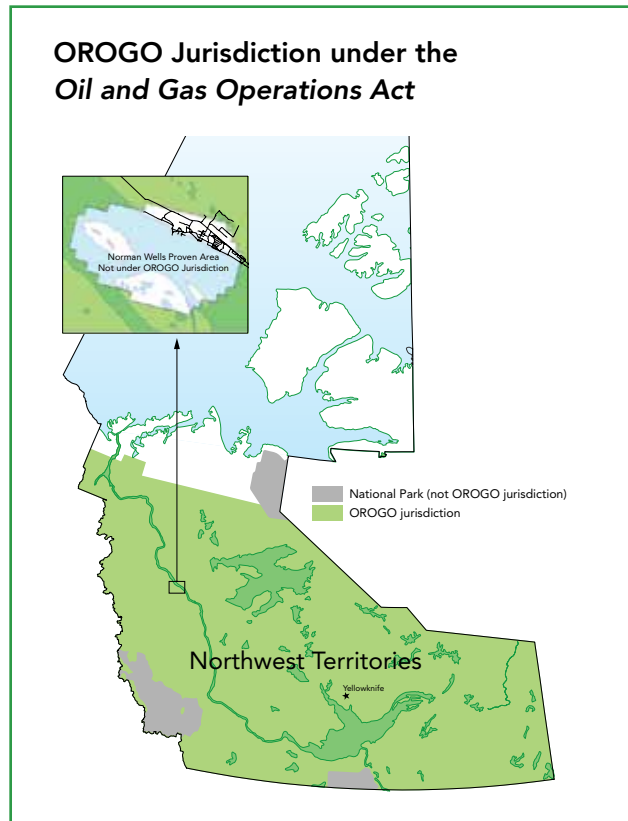 OROGO Jurisdiction under the
Oil and Gas Operations Act
Norman Wells Proven Area
Not under OROGO Jurisdiction
National Park (not OROGO jurisdiction)
OROGO jurisdiction
Northwest Territories
Yellowknife